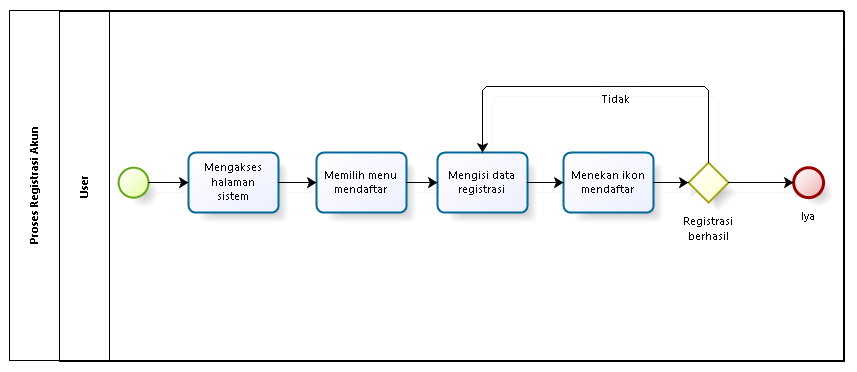 Proses Registrasi Akun
User
Mengakses
halaman
sistem
Memilih menu
mendaftar
Mengisi data
registrasi
Menekan ikon
mendaftar
Tidak
Registrasi
berhasil
Iya